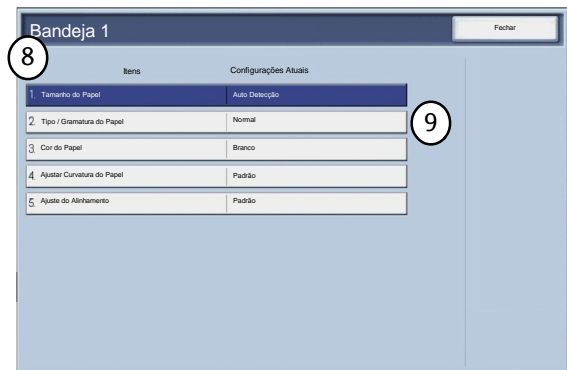 Bandeja 1
Fechar
8
Itens Configurações Atuais
1. Tamanho do Papel Auto Detecção
2. Tipo / Gramatura do Papel Normal
9
3. Cor do Papel Branco
4. Ajustar Curvatura do Papel Padrão
5. Ajuste do Alinhamento Padrão